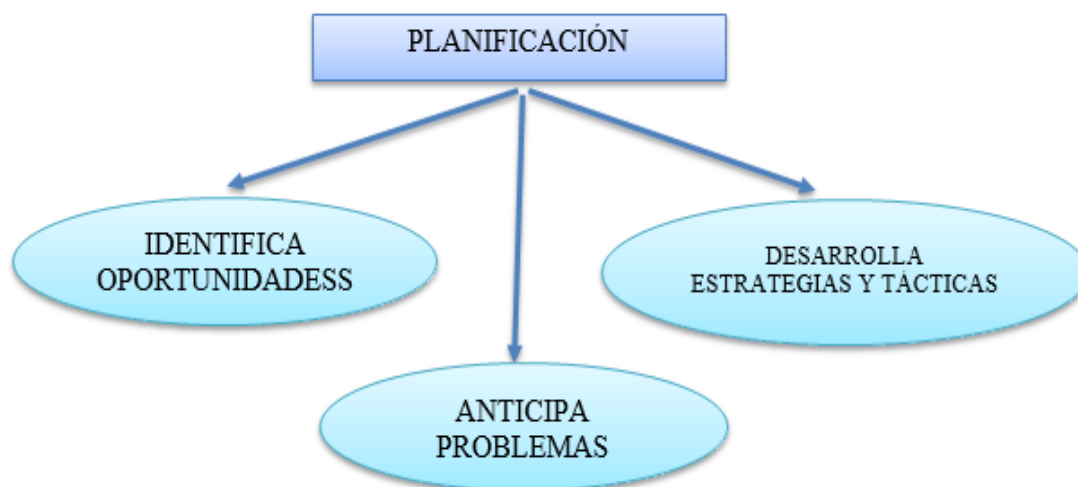 PLANIFICACIÓN
IDENTIFICA
OPORTUNIDADESS
DESARROLLA
ESTRATEGIAS Y TÁCTICAS
ANTICIPA
PROBLEMAS